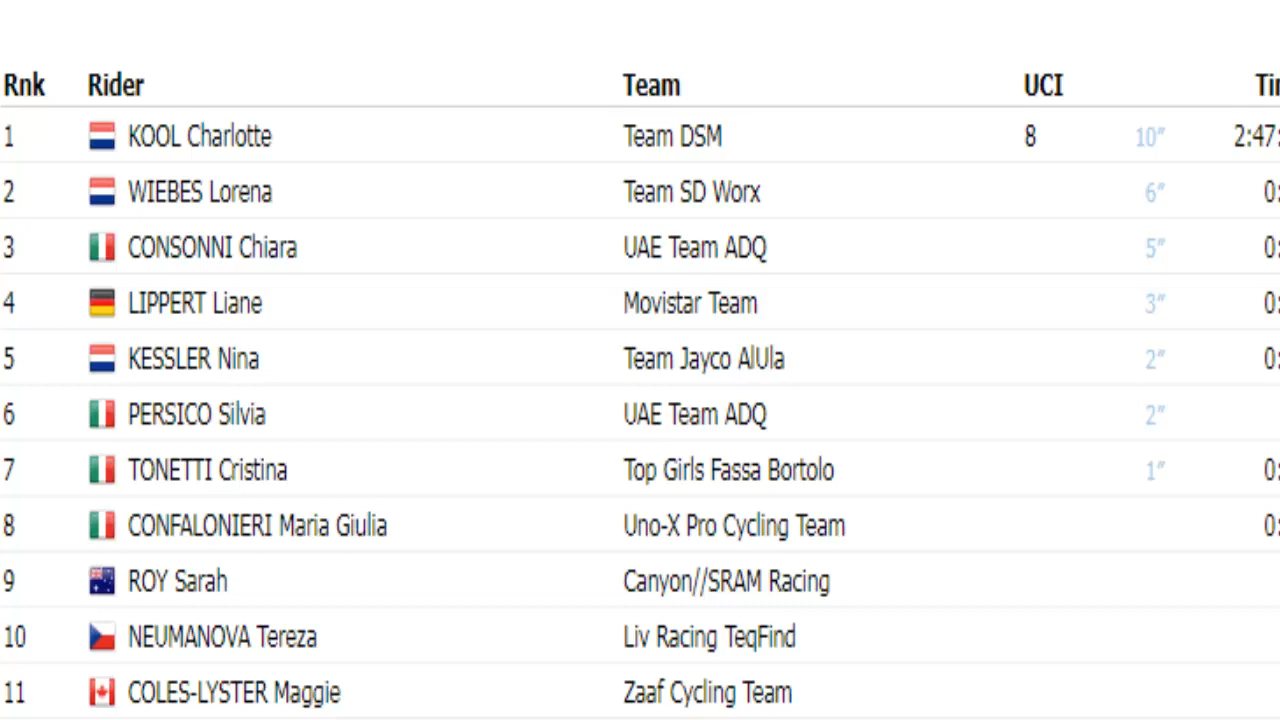 Rnk Rider Team UCI Ti
1 KOOL Charlotte Team DSM 8 10″ 2:47:
2 WIEBES Lorena Team SD Worx 6″ 0:
3 CONSONNI Chiara UAE Team ADQ 5″ 0:
4 LIPPERT Liane Movistar Team 3″ 0:
5 KESSLER Nina Team Jayco AlUla 2″ 0:
6 PERSICO Silvia UAE Team ADQ 2″
7 TONETTI Cristina Top Girls Fassa Bortolo 1″ 0:
8 CONFALONIERI Maria Giulia Uno-X Pro Cycling Team 0:
9 ROY Sarah Canyon//SRAM Racing
10 NEUMANOVA Tereza Liv Racing TeqFind
11 COLES-LYSTER Maggie Zaaf Cycling Team